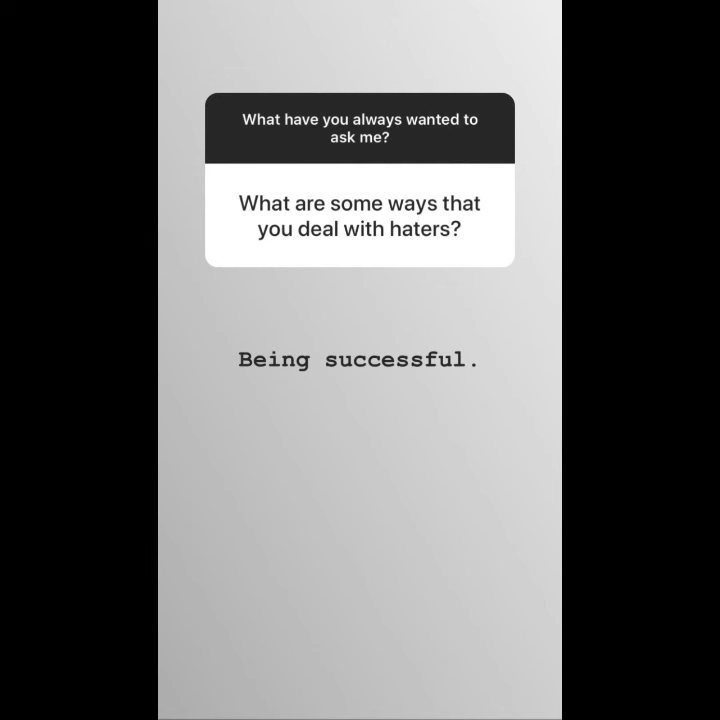 What have you always wanted to
ask me?
What are some ways that
you deal with haters?
Being successful.